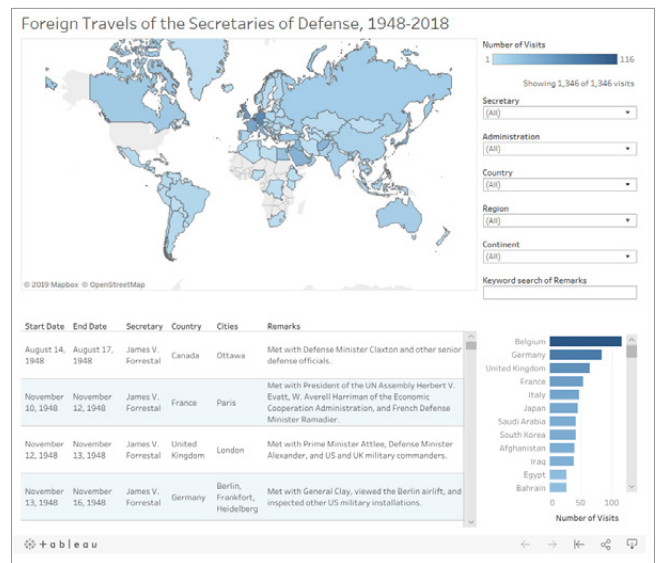 Foreign Travels of the Secretaries of Defense, 1948-2018
Number of Visits
1 116
Showing 1,346 of 1,346 visits
Secretary
(All)
Administration
(All)
Country
(All)
Region
(All)
Continent
(All)
Keyword search of Remarks
© 2019 Mapbox © OpenStreetMap
Start Date End Date Secretary Country Cities Remarks
August 14, 1948 August 17, 1948 James V. Forrestal Canada Ottawa Met with Defense Minister Claxton and other senior
defense officials.
November 10, 1948 November 12, 1948 James V. Forrestal France Paris Met with President of the UN Assembly Herbert V.
Evatt, W. Averell Harriman of the Economic
Cooperation Administration, and French Defense
Minister Ramadier.
November 12, 1948 November 13, 1948 James V. Forrestal United Kingdom London Met with Prime Minister Attlee, Defense Minister
Alexander, and US and UK military commanders.
November 13, 1948 November 16, 1948 James V. Forrestal Germany Berlin, Frankfort, Heidelberg Met with General Clay, viewed the Berlin airlift, and
inspected other US military installations.
Belgium
Germany
United Kingdom
France
Italy
Japan
Saudi Arabia
South Korea
Afghanistan
Iraq
Egypt
Bahrain
0 50 100
Number of Visits
+ a b l e a u